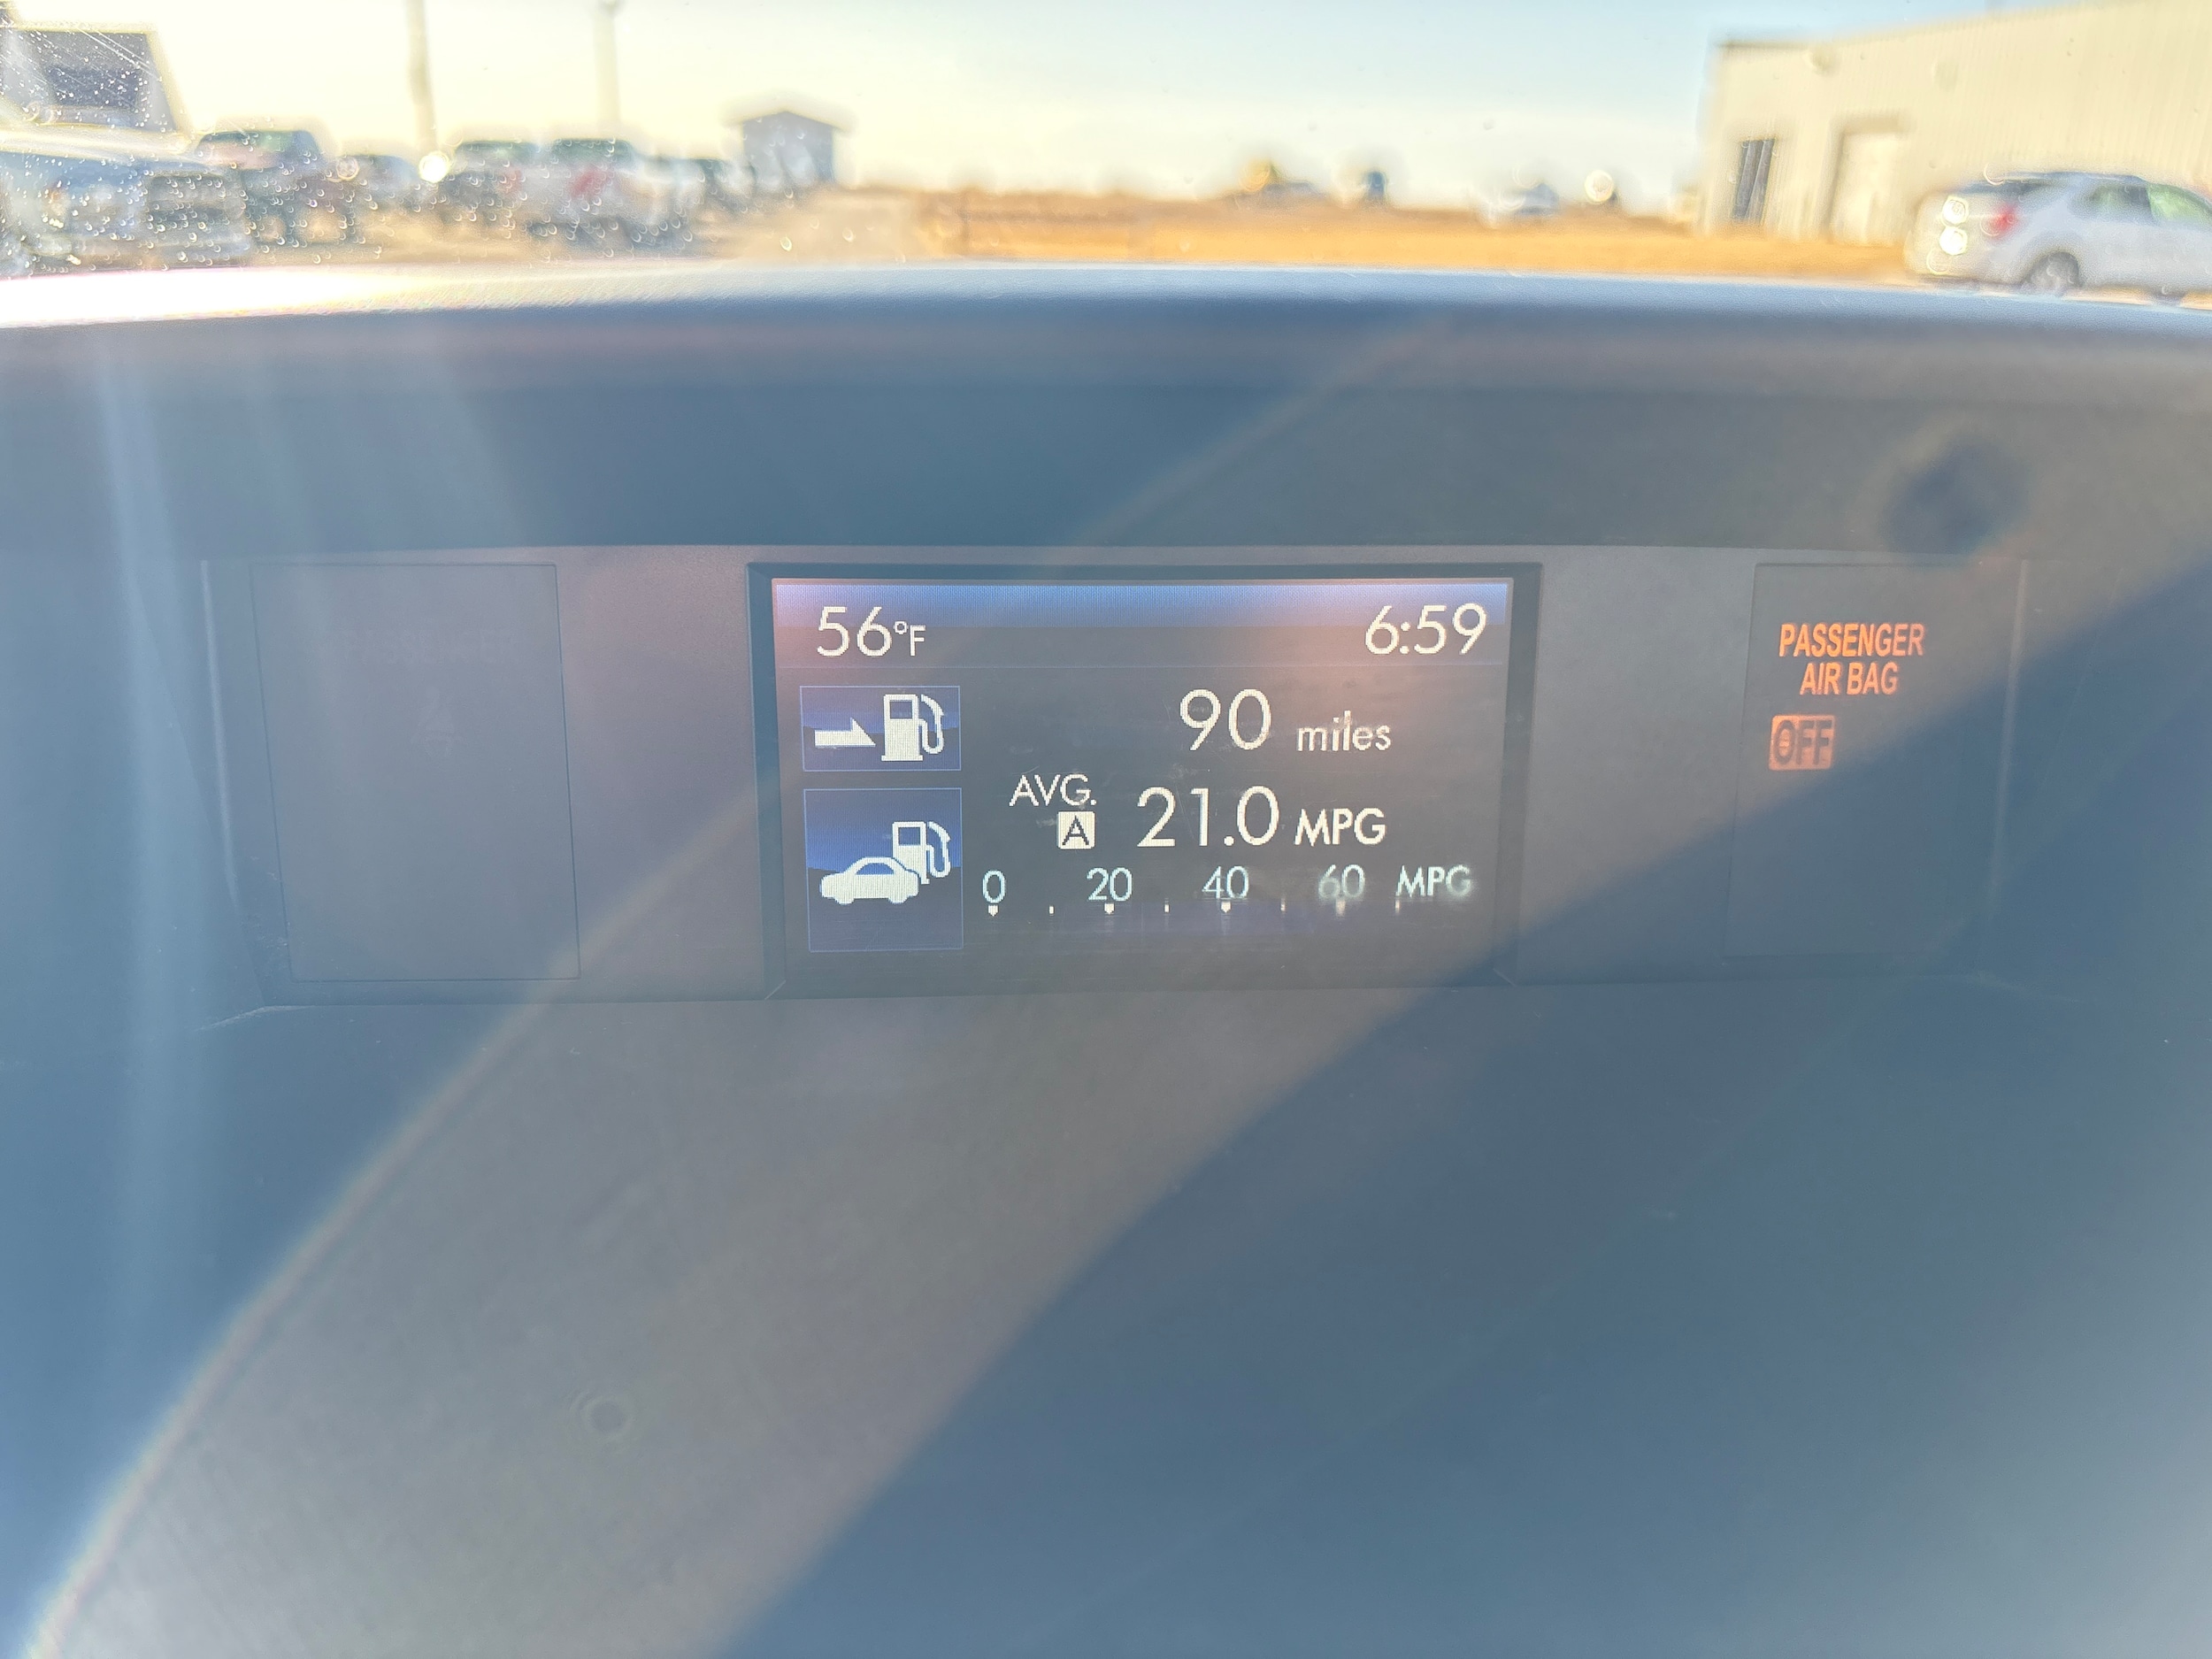 56°F 6:59
90 miles
AVG.
A 21.0 MPG
0 20 40 60 MPG
PASSENGER
AIR BAG
OFF